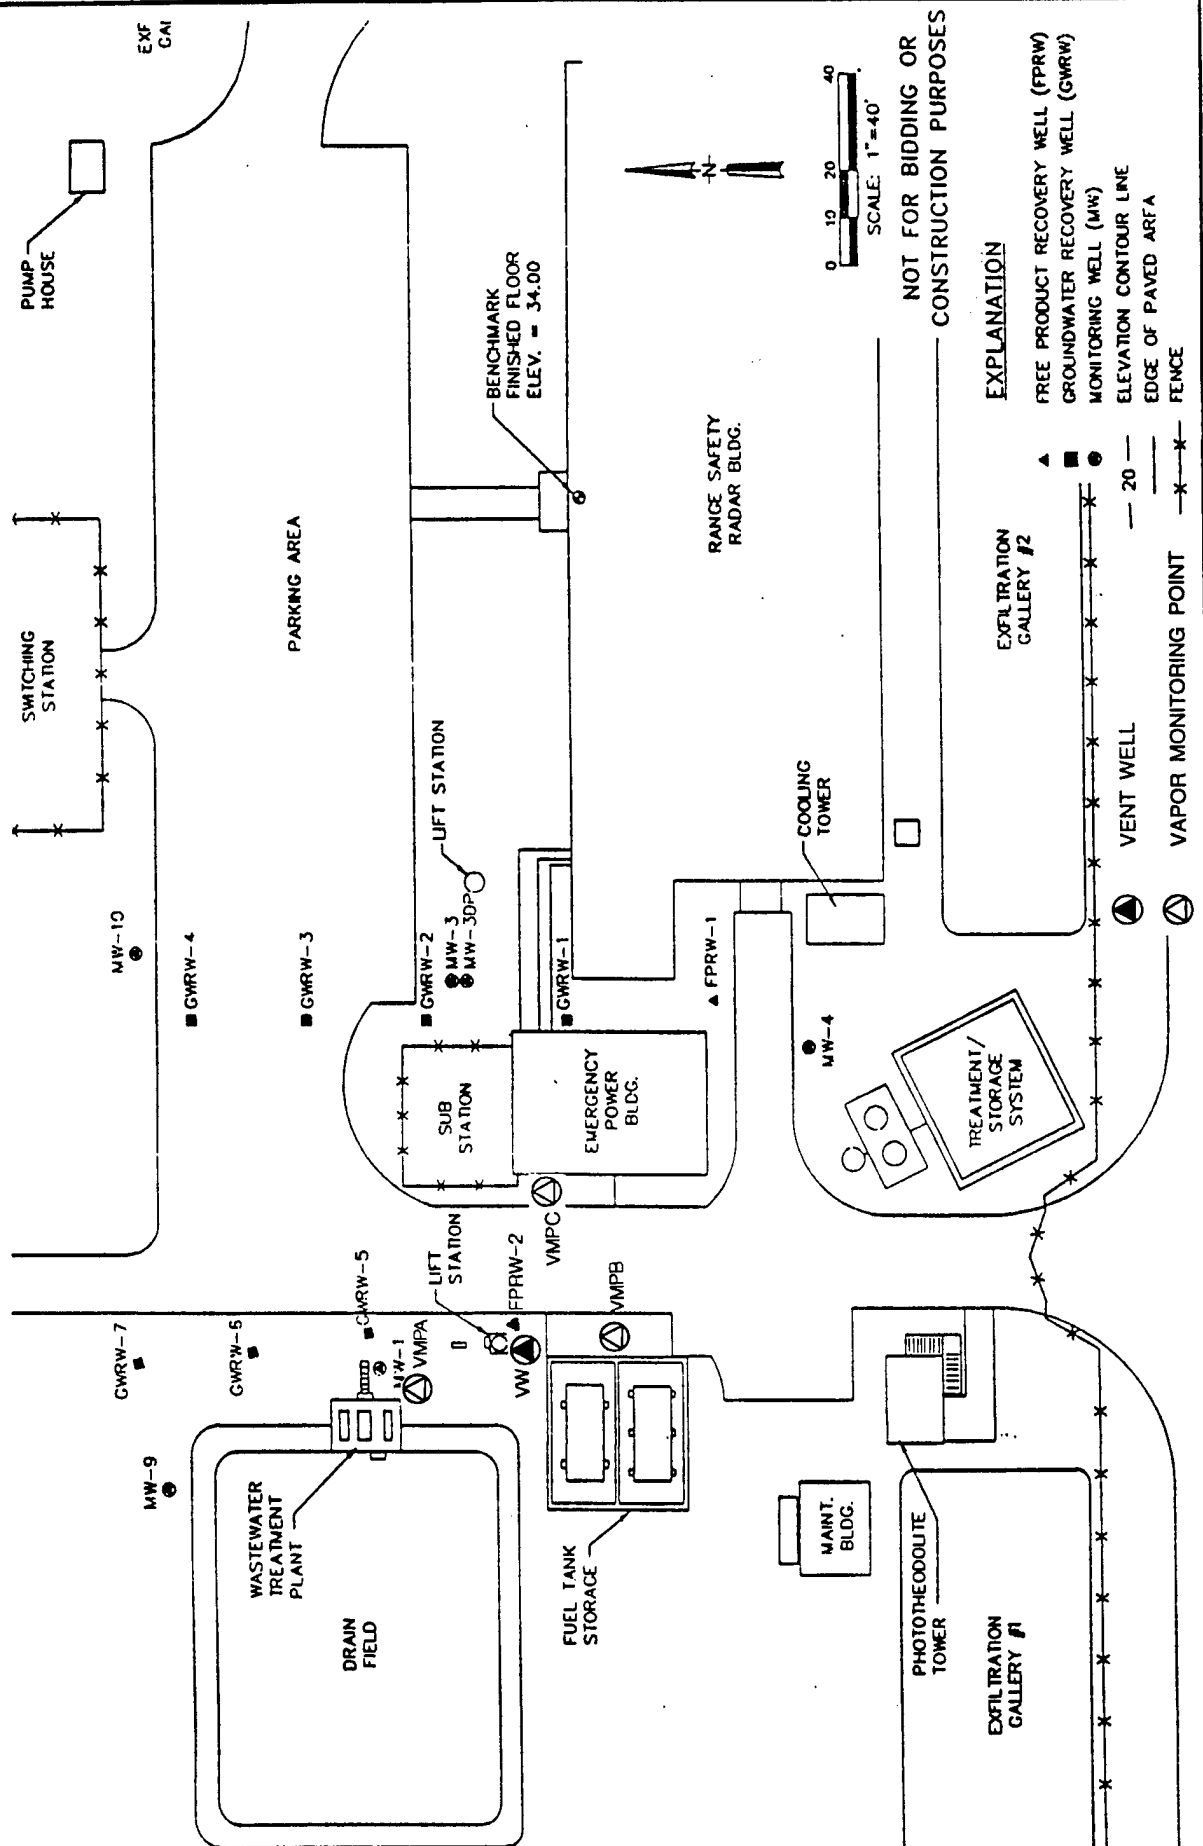 EXF
GAL
PUMP
HOUSE
SWITCHING
STATION
PARKING AREA
BENCHMARK
FINISHED FLOOR
ELEV. = 34.00
N
0 10 20 40
SCALE: 1"=40'
NOT FOR BIDDING OR
CONSTRUCTION PURPOSES
EXPLANATION
FREE PRODUCT RECOVERY WELL (FPRW)
GROUNDWATER RECOVERY WELL (GWRW)
MONITORING WELL (MW)
20 ELEVATION CONTOUR LINE
EDGE OF PAVED AREA
FENCE
VENT WELL
VAPOR MONITORING POINT
RANGE SAFETY
RADAR BLDG.
EXFILTRATION
GALLERY #2
LIFT STATION
COOLING
TOWER
MW-10
GWRW-4
GWRW-3
GWRW-2
MW-3
MW-3DP
GWRW-1
FPRW-1
MW-4
SUB
STATION
EMERGENCY
POWER
BLDG.
TREATMENT/
STORAGE
SYSTEM
VMPC
LIFT
STATION
FPRW-2
VMPB
VW
GWRW-7
GWRW-6
GWRW-5
MW-1
VMPA
MW-9
WASTEWATER
TREATMENT
PLANT
DRAIN
FIELD
FUEL TANK
STORAGE
MAINT.
BLDG.
PHOTOTHEODOLITE
TOWER
EXFILTRATION
GALLERY #1